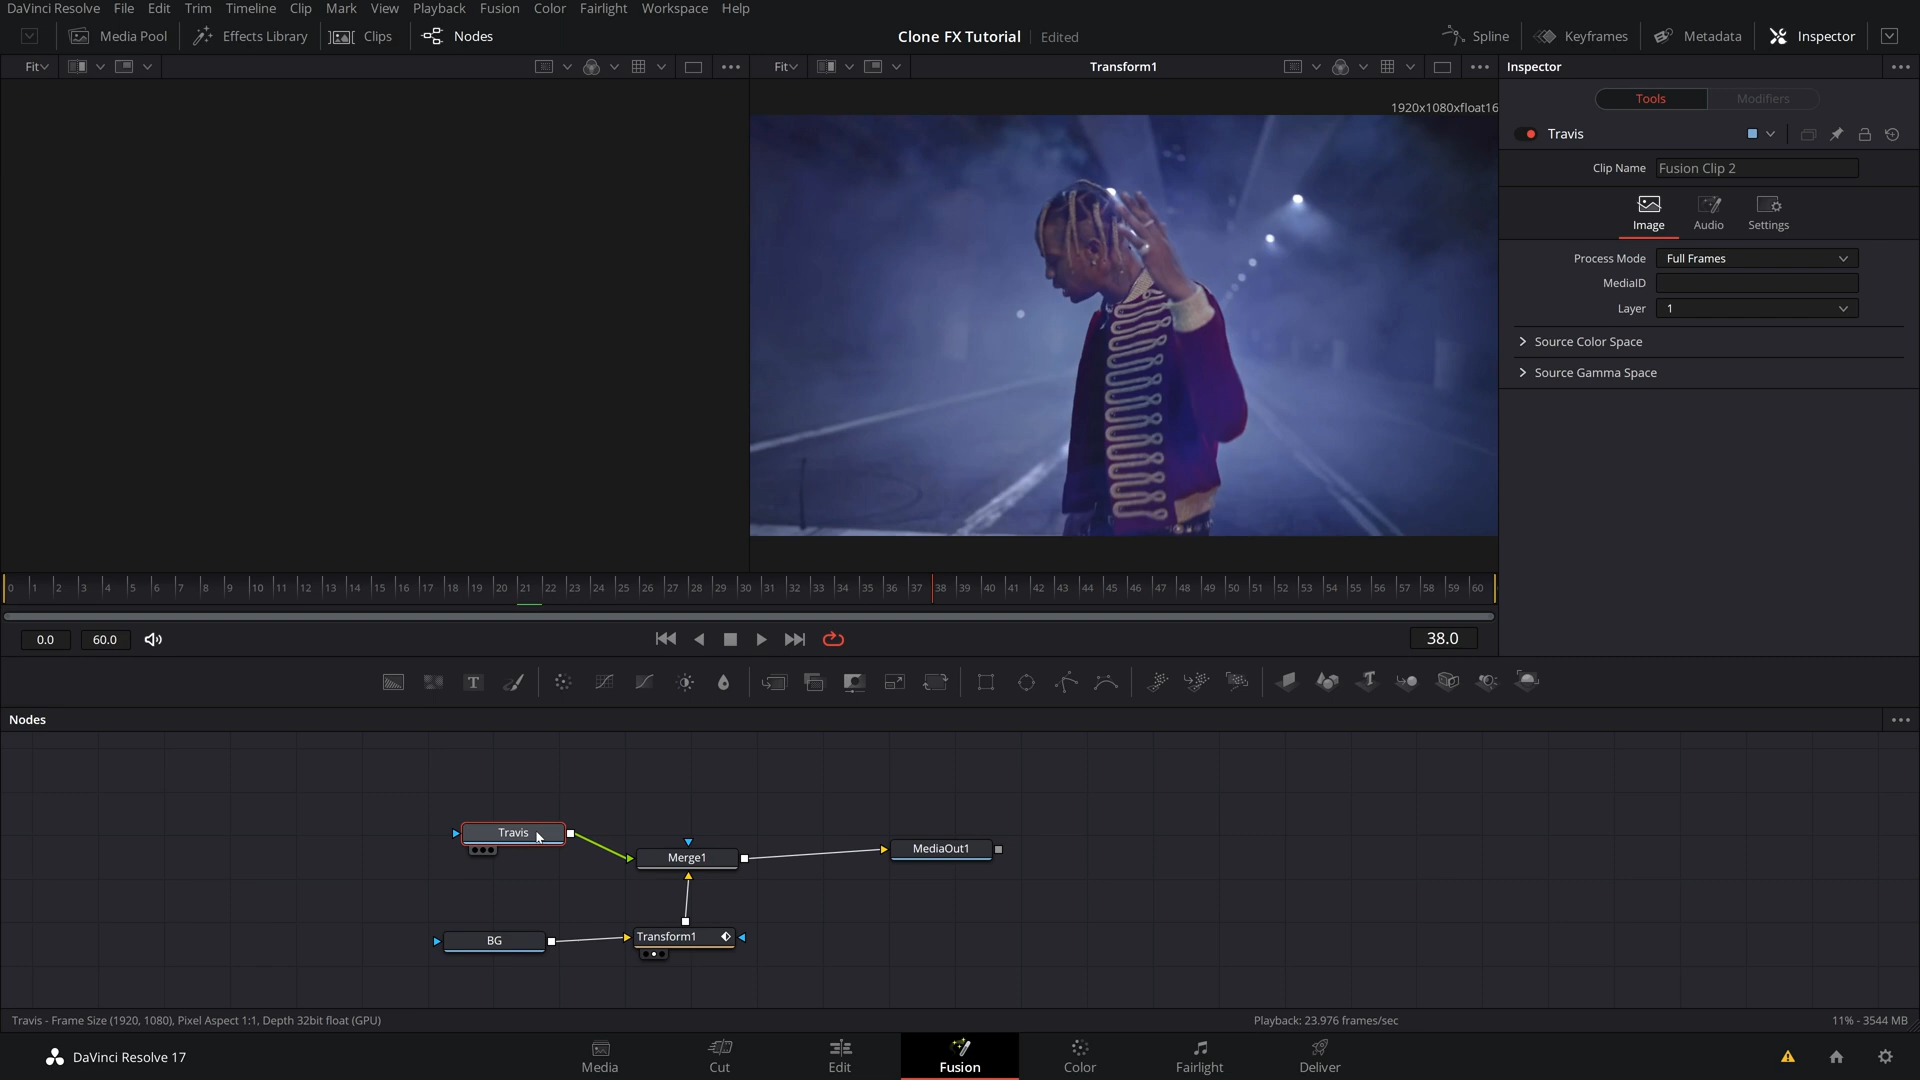 DaVinci Resolve File Edit Trim Timeline Clip Mark View Playback Fusion Color Fairlight Workspace Help
Media Pool Effects Library Clips Nodes Clone FX Tutorial Edited Spline Keyframes Metadata Inspector
Fit Fit Transform1 Inspector
1920x1080xfloat16
Tools Modifiers
Travis
Clip Name Fusion Clip 2
Image Audio Settings
Process Mode Full Frames
MediaID
Layer 1
Source Color Space
Source Gamma Space
0 1 2 3 4 5 6 7 8 9 10 11 12 13 14 15 16 17 18 19 20 21 22 23 24 25 26 27 28 29 30 31 32 33 34 35 36 37 38 39 40 41 42 43 44 45 46 47 48 49 50 51 52 53 54 55 56 57 58 59 60
0.0 60.0 38.0
T
Nodes
Travis
Merge1
MediaOut1
BG
Transform1
Travis - Frame Size (1920, 1080), Pixel Aspect 1:1, Depth 32bit float (GPU) Playback: 23.976 frames/sec 11% - 3544 MB
DaVinci Resolve 17 Media Cut Edit Fusion Color Fairlight Deliver